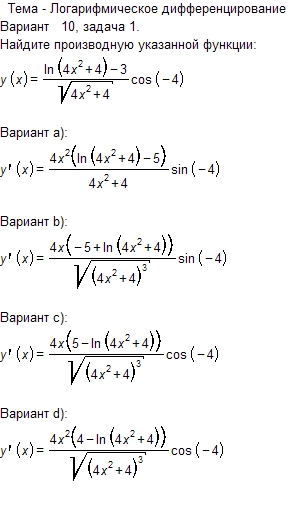 Тема - Логарифмическое дифференцирование
Вариант 10, задача 1.
Найдите производную указанной функции:
y(x) = (ln(4x²+4)−3)/√(4x²+4) cos(−4)
Вариант a):
y'(x) = (4x²(ln(4x²+4)−5))/(4x²+4) sin(−4)
Вариант b):
y'(x) = (4x(−5+ln(4x²+4)))/√((4x²+4)³) sin(−4)
Вариант c):
y'(x) = (4x(5−ln(4x²+4)))/√((4x²+4)³) cos(−4)
Вариант d):
y'(x) = (4x²(4−ln(4x²+4)))/√((4x²+4)³) cos(−4)